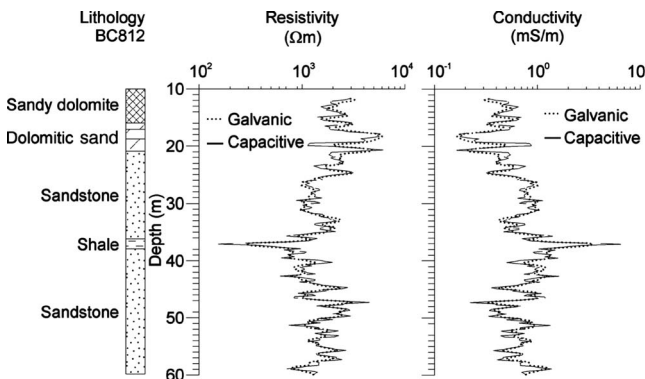 Lithology
BC812
Resistivity
(Ωm)
Conductivity
(mS/m)
10²
10³
10⁴
10⁻¹
10⁰
10
10
20
30
40
50
60
Depth (m)
Sandy dolomite
Dolomitic sand
Sandstone
Shale
Sandstone
Galvanic
Capacitive
Galvanic
Capacitive